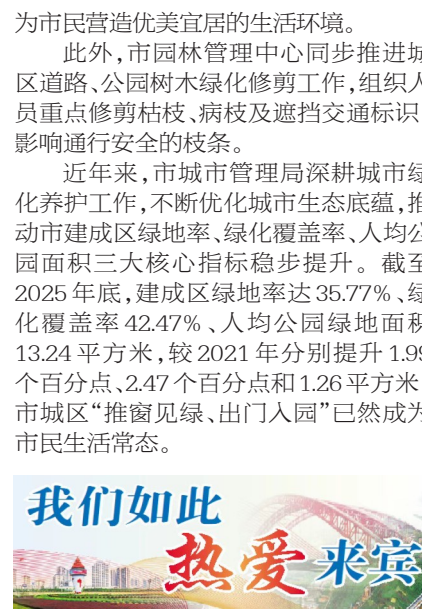 为市民营造优美宜居的生活环境。
此外,市园林管理中心同步推进城
区道路、公园树木绿化修剪工作,组织人
员重点修剪枯枝、病枝及遮挡交通标识、
影响通行安全的枝条。
近年来,市城市管理局深耕城市绿
化养护工作,不断优化城市生态底蕴,推
动市建成区绿地率、绿化覆盖率、人均公
园面积三大核心指标稳步提升。截至
2025年底,建成区绿地率达35.77%、绿
化覆盖率42.47%、人均公园绿地面积
13.24平方米,较2021年分别提升1.99
个百分点、2.47个百分点和1.26平方米,
市城区“推窗见绿、出门入园”已然成为
市民生活常态。
我们如此
热爱来宾